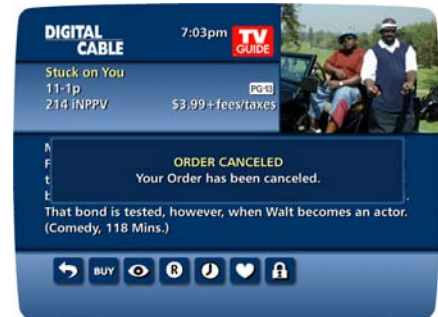 DIGITAL
CABLE
7:03pm
TV
GUIDE
Stuck on You
11-1p
PG-13
214 iNPPV
$3.99+fees/taxes
ORDER CANCELED
Your Order has been canceled.
That bond is tested, however, when Walt becomes an actor.
(Comedy, 118 Mins.)
BUY
R